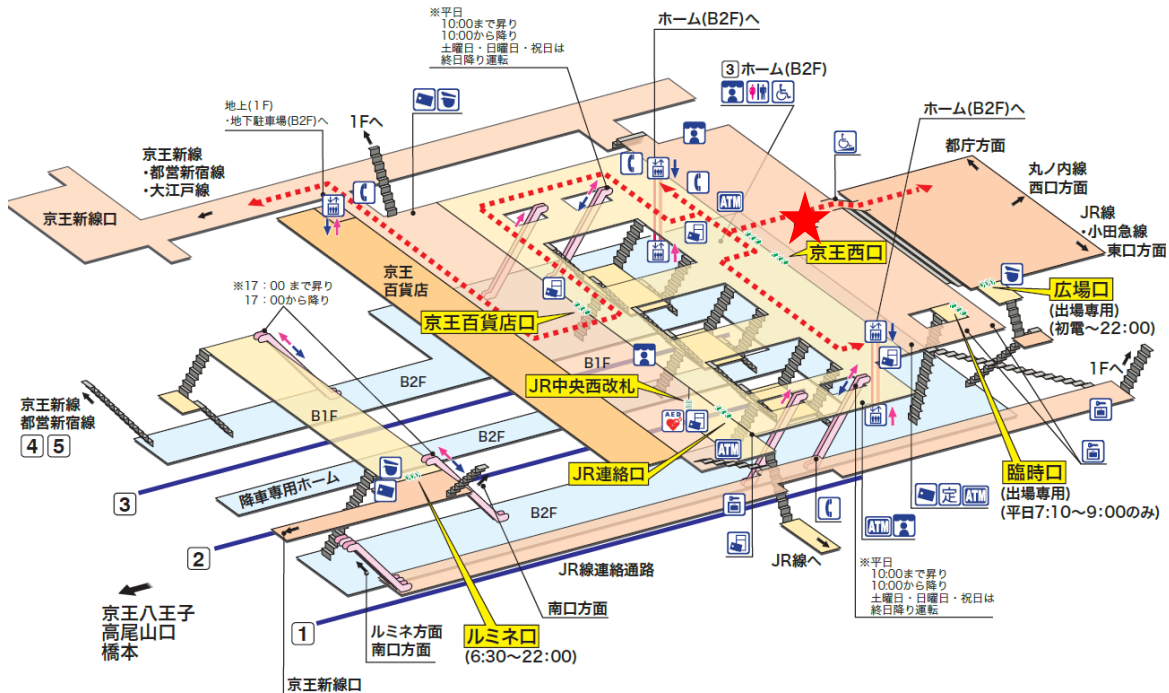 ※平日
10:00まで昇り
10:00から降り
土曜日・日曜日・祝日は
終日降り運転
ホーム(B2F)へ
3 ホーム(B2F)
ホーム(B2F)へ
地上(1F)
・地下駐車場(B2F)へ
1Fへ
京王新線
・都営新宿線
・大江戸線
京王新線口
都庁方面
丸ノ内線
西口方面
JR線
・小田急線
東口方面
ATM
京王西口
京王
百貨店
※17:00まで昇り
17:00から降り
京王百貨店口
広場口
(出場専用)
(初電～22:00)
B1F
B2F
JR中央西改札
1Fへ
京王新線
都営新宿線
4 5
B1F
B2F
AED
ATM
JR連絡口
臨時口
(出場専用)
(平日7:10～9:00のみ)
定 ATM
3
降車専用ホーム
B2F
ATM
2
JR線へ
JR線連絡通路
※平日
10:00まで昇り
10:00から降り
土曜日・日曜日・祝日は
終日降り運転
京王八王子
高尾山口
橋本
1
ルミネ方面
南口方面
ルミネ口
(6:30～22:00)
南口方面
京王新線口